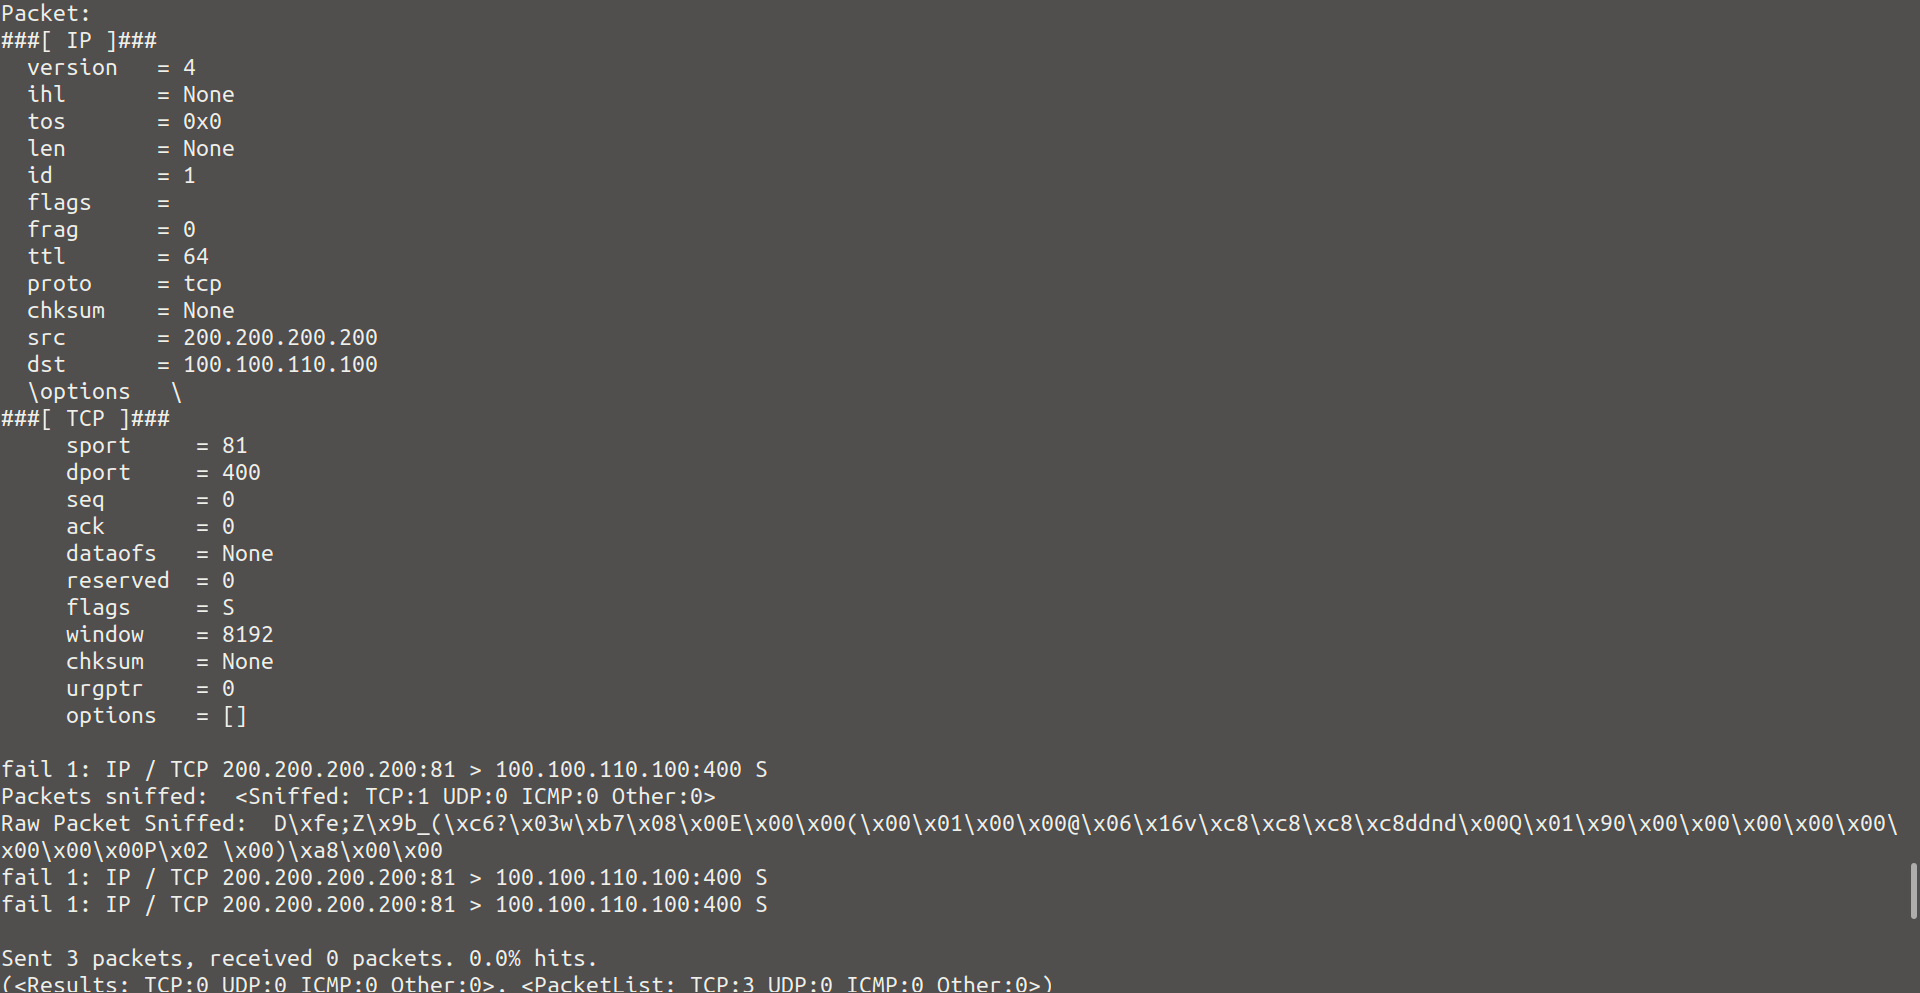 Packet:
###[ IP ]###
  version   = 4
  ihl       = None
  tos       = 0x0
  len       = None
  id        = 1
  flags     =
  frag      = 0
  ttl       = 64
  proto     = tcp
  chksum    = None
  src       = 200.200.200.200
  dst       = 100.100.110.100
  \options   \
###[ TCP ]###
     sport     = 81
     dport     = 400
     seq       = 0
     ack       = 0
     dataofs   = None
     reserved  = 0
     flags     = S
     window    = 8192
     chksum    = None
     urgptr    = 0
     options   = []
fail 1: IP / TCP 200.200.200.200:81 > 100.100.110.100:400 S
Packets sniffed:  <Sniffed: TCP:1 UDP:0 ICMP:0 Other:0>
Raw Packet Sniffed:  D\xfe;Z\x9b_(\xc6?\x03w\xb7\x08\x00E\x00\x00(\x00\x01\x00\x00@\x06\x16v\xc8\xc8\xc8\xc8ddnd\x00Q\x01\x90\x00\x00\x00\x00\x00\
x00\x00\x00P\x02 \x00)\xa8\x00\x00
fail 1: IP / TCP 200.200.200.200:81 > 100.100.110.100:400 S
fail 1: IP / TCP 200.200.200.200:81 > 100.100.110.100:400 S
Sent 3 packets, received 0 packets. 0.0% hits.
(<Results: TCP:0 UDP:0 ICMP:0 Other:0>, <PacketList: TCP:3 UDP:0 ICMP:0 Other:0>)